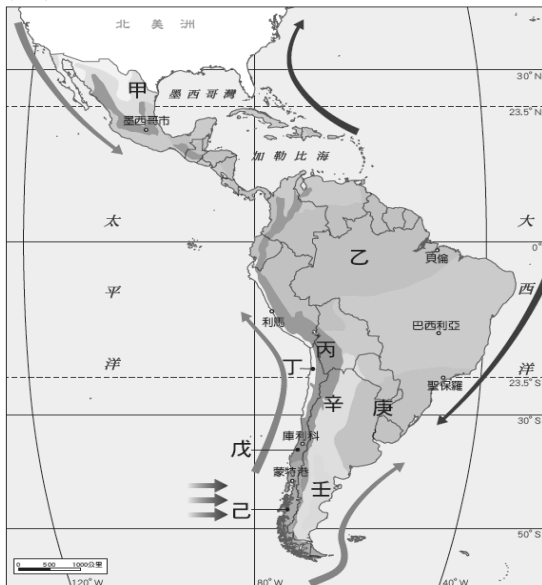 北美洲
30°N
甲
墨西哥灣
23.5°N
墨西哥市
加勒比海
太平洋
大西洋
0°
乙
貝倫
利馬
巴西利亞
丙
丁
聖保羅
23.5°S
辛
庚
30°S
戊
庫利科
蒙特港
壬
己
50°S
0 500 1000公里
120°W
80°W
40°W